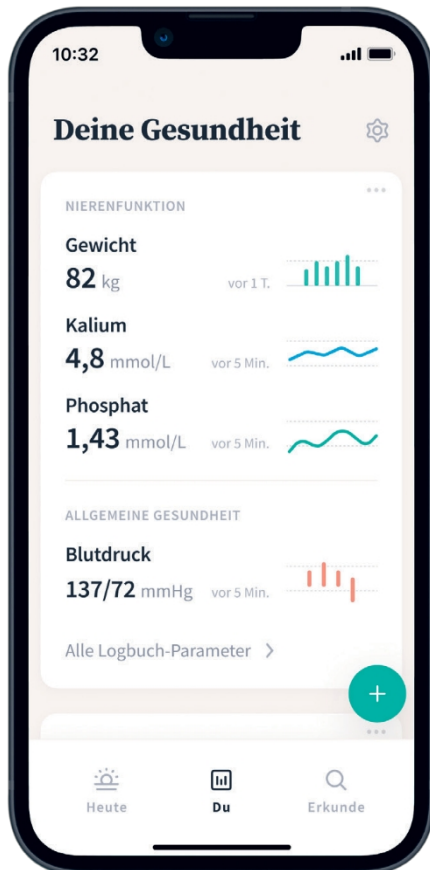 10:32
Deine Gesundheit
NIERENFUNKTION
Gewicht
82 kg vor 1 T.
Kalium
4,8 mmol/L vor 5 Min.
Phosphat
1,43 mmol/L vor 5 Min.
ALLGEMEINE GESUNDHEIT
Blutdruck
137/72 mmHg vor 5 Min.
Alle Logbuch-Parameter >
+
Heute Du Erkunde